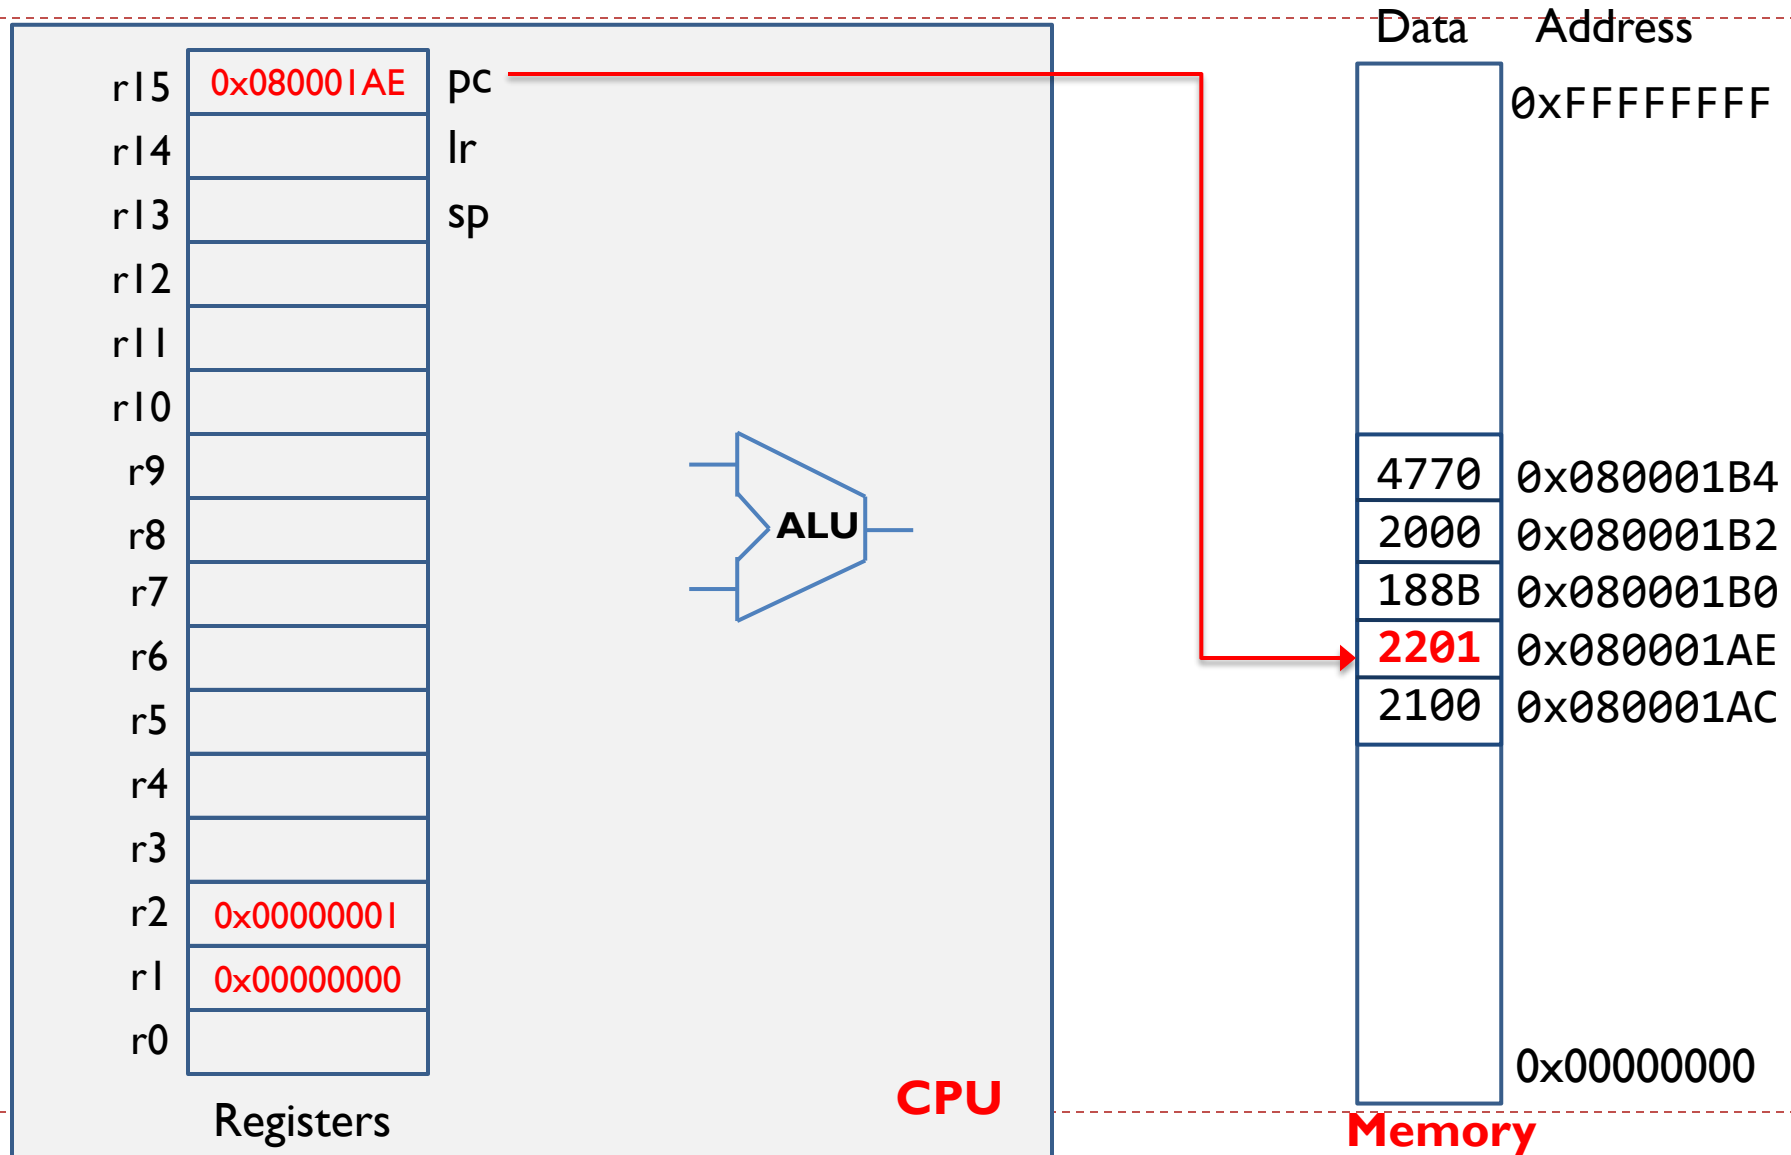 Data Address
r15 0x080001AE pc
r14 lr
r13 sp
r12
r11
r10
r9
r8
r7
r6
r5
r4
r3
r2 0x00000001
r1 0x00000000
r0
Registers
ALU
CPU
0xFFFFFFFF
4770 0x080001B4
2000 0x080001B2
188B 0x080001B0
2201 0x080001AE
2100 0x080001AC
0x00000000
Memory